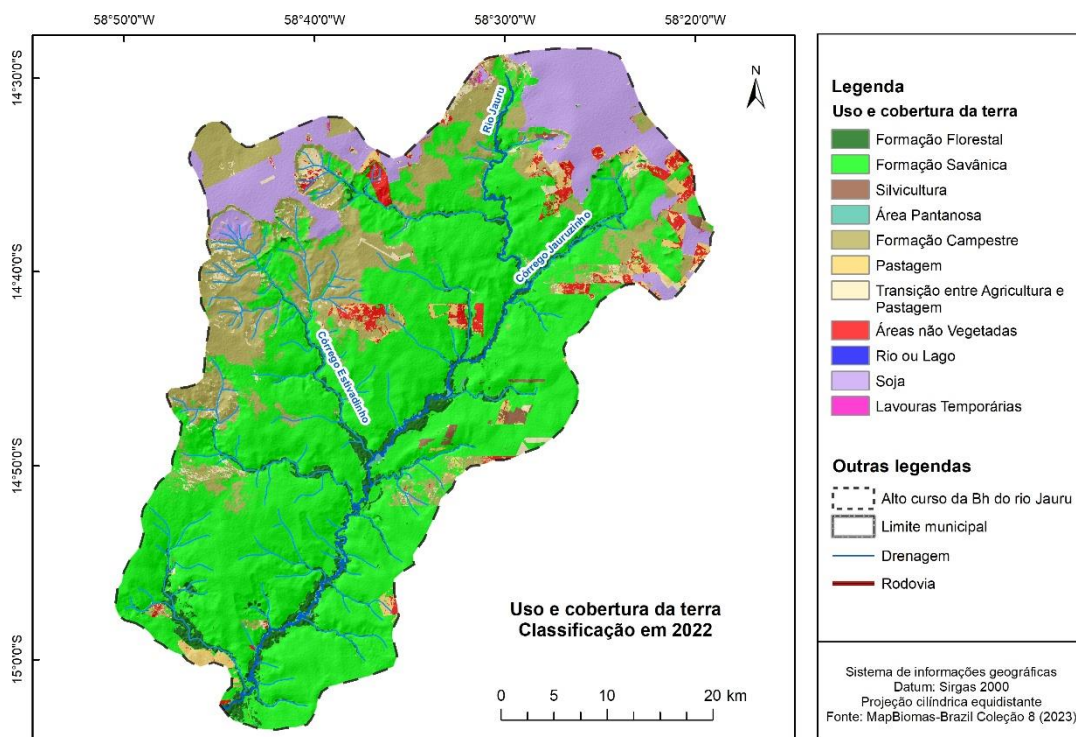 58°50'0"W
58°40'0"W
58°30'0"W
58°20'0"W
14°30'0"S
14°40'0"S
14°50'0"S
15°0'0"S
N
Rio Jauru
Córrego Jauruzinho
Córrego Estivadinho
Uso e cobertura da terra
Classificação em 2022
0 5 10 20 km
Legenda
Uso e cobertura da terra
Formação Florestal
Formação Savânica
Silvicultura
Área Pantanosa
Formação Campestre
Pastagem
Transição entre Agricultura e
Pastagem
Áreas não Vegetadas
Rio ou Lago
Soja
Lavouras Temporárias
Outras legendas
Alto curso da Bh do rio Jauru
Limite municipal
Drenagem
Rodovia
Sistema de informações geográficas
Datum: Sirgas 2000
Projeção cilíndrica equidistante
Fonte: MapBiomas-Brazil Coleção 8 (2023)